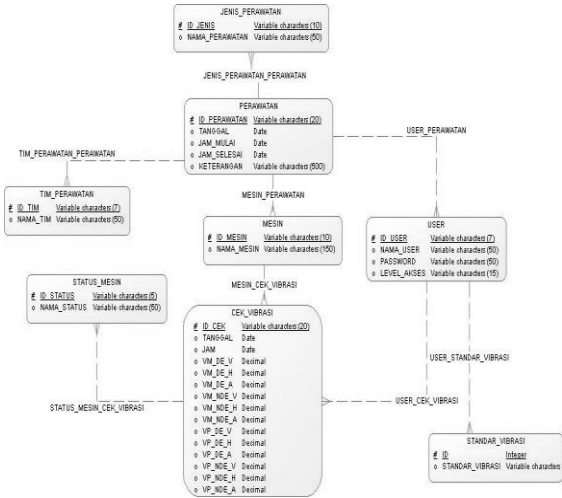 JENIS_PERAWATAN
# ID_JENIS Variable characters (10)
o NAMA_PERAWATAN Variable characters (50)
JENIS_PERAWATAN_PERAWATAN
PERAWATAN
# ID_PERAWATAN Variable characters (20)
o TANGGAL Date
o JAM_MULAI Date
o JAM_SELESAI Date
o KETERANGAN Variable characters (500)
USER_PERAWATAN
TIM_PERAWATAN_PERAWATAN
TIM_PERAWATAN
# ID_TIM Variable characters (7)
o NAMA_TIM Variable characters (50)
MESIN_PERAWATAN
MESIN
# ID_MESIN Variable characters (10)
o NAMA_MESIN Variable characters (150)
USER
# ID_USER Variable characters (7)
o NAMA_USER Variable characters (50)
o PASSWORD Variable characters (50)
o LEVEL_AKSES Variable characters (15)
STATUS_MESIN
# ID_STATUS Variable characters (5)
o NAMA_STATUS Variable characters (50)
MESIN_CEK_VIBRASI
CEK_VIBRASI
# ID_CEK Variable characters (20)
o TANGGAL Date
o JAM Date
o VM_DE_V Decimal
o VM_DE_H Decimal
o VM_DE_A Decimal
o VM_NDE_V Decimal
o VM_NDE_H Decimal
o VM_NDE_A Decimal
o VP_DE_V Decimal
o VP_DE_H Decimal
o VP_DE_A Decimal
o VP_NDE_V Decimal
o VP_NDE_H Decimal
o VP_NDE_A Decimal
STATUS_MESIN_CEK_VIBRASI
USER_STANDAR_VIBRASI
USER_CEK_VIBRASI
STANDAR_VIBRASI
# ID Integer
o STANDAR_VIBRASI Variable characters